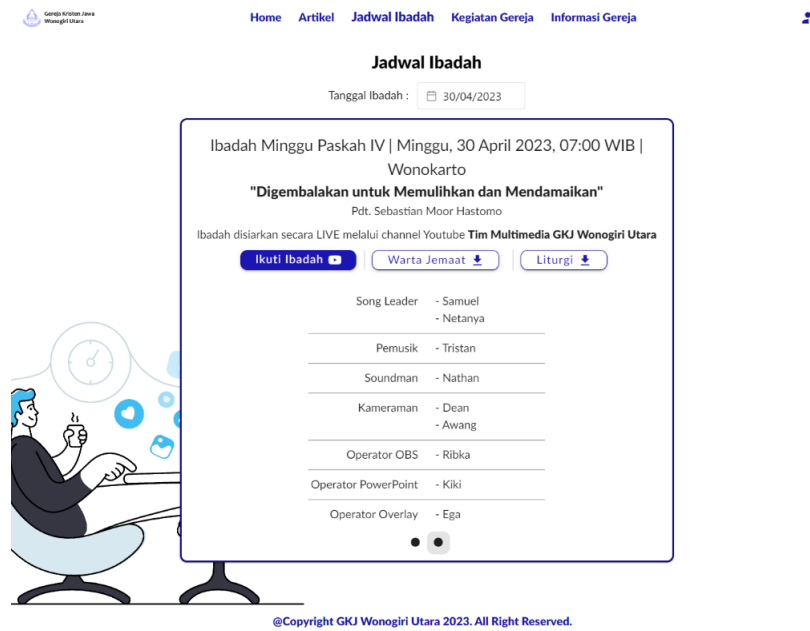 Gereja Kristen Jawa
Wonogiri Utara
Home Artikel Jadwal Ibadah Kegiatan Gereja Informasi Gereja
Jadwal Ibadah
Tanggal Ibadah : 30/04/2023
Ibadah Minggu Paskah IV | Minggu, 30 April 2023, 07:00 WIB |
Wonokarto
"Digembalakan untuk Memulihkan dan Mendamaikan"
Pdt. Sebastian Moor Hastomo
Ibadah disiarkan secara LIVE melalui channel Youtube Tim Multimedia GKJ Wonogiri Utara
Ikuti Ibadah Warta Jemaat Liturgi
Song Leader - Samuel
- Netanya
Pemusik - Tristan
Soundman - Nathan
Kameraman - Dean
- Awang
Operator OBS - Ribka
Operator PowerPoint - Kiki
Operator Overlay - Ega
@Copyright GKJ Wonogiri Utara 2023. All Right Reserved.